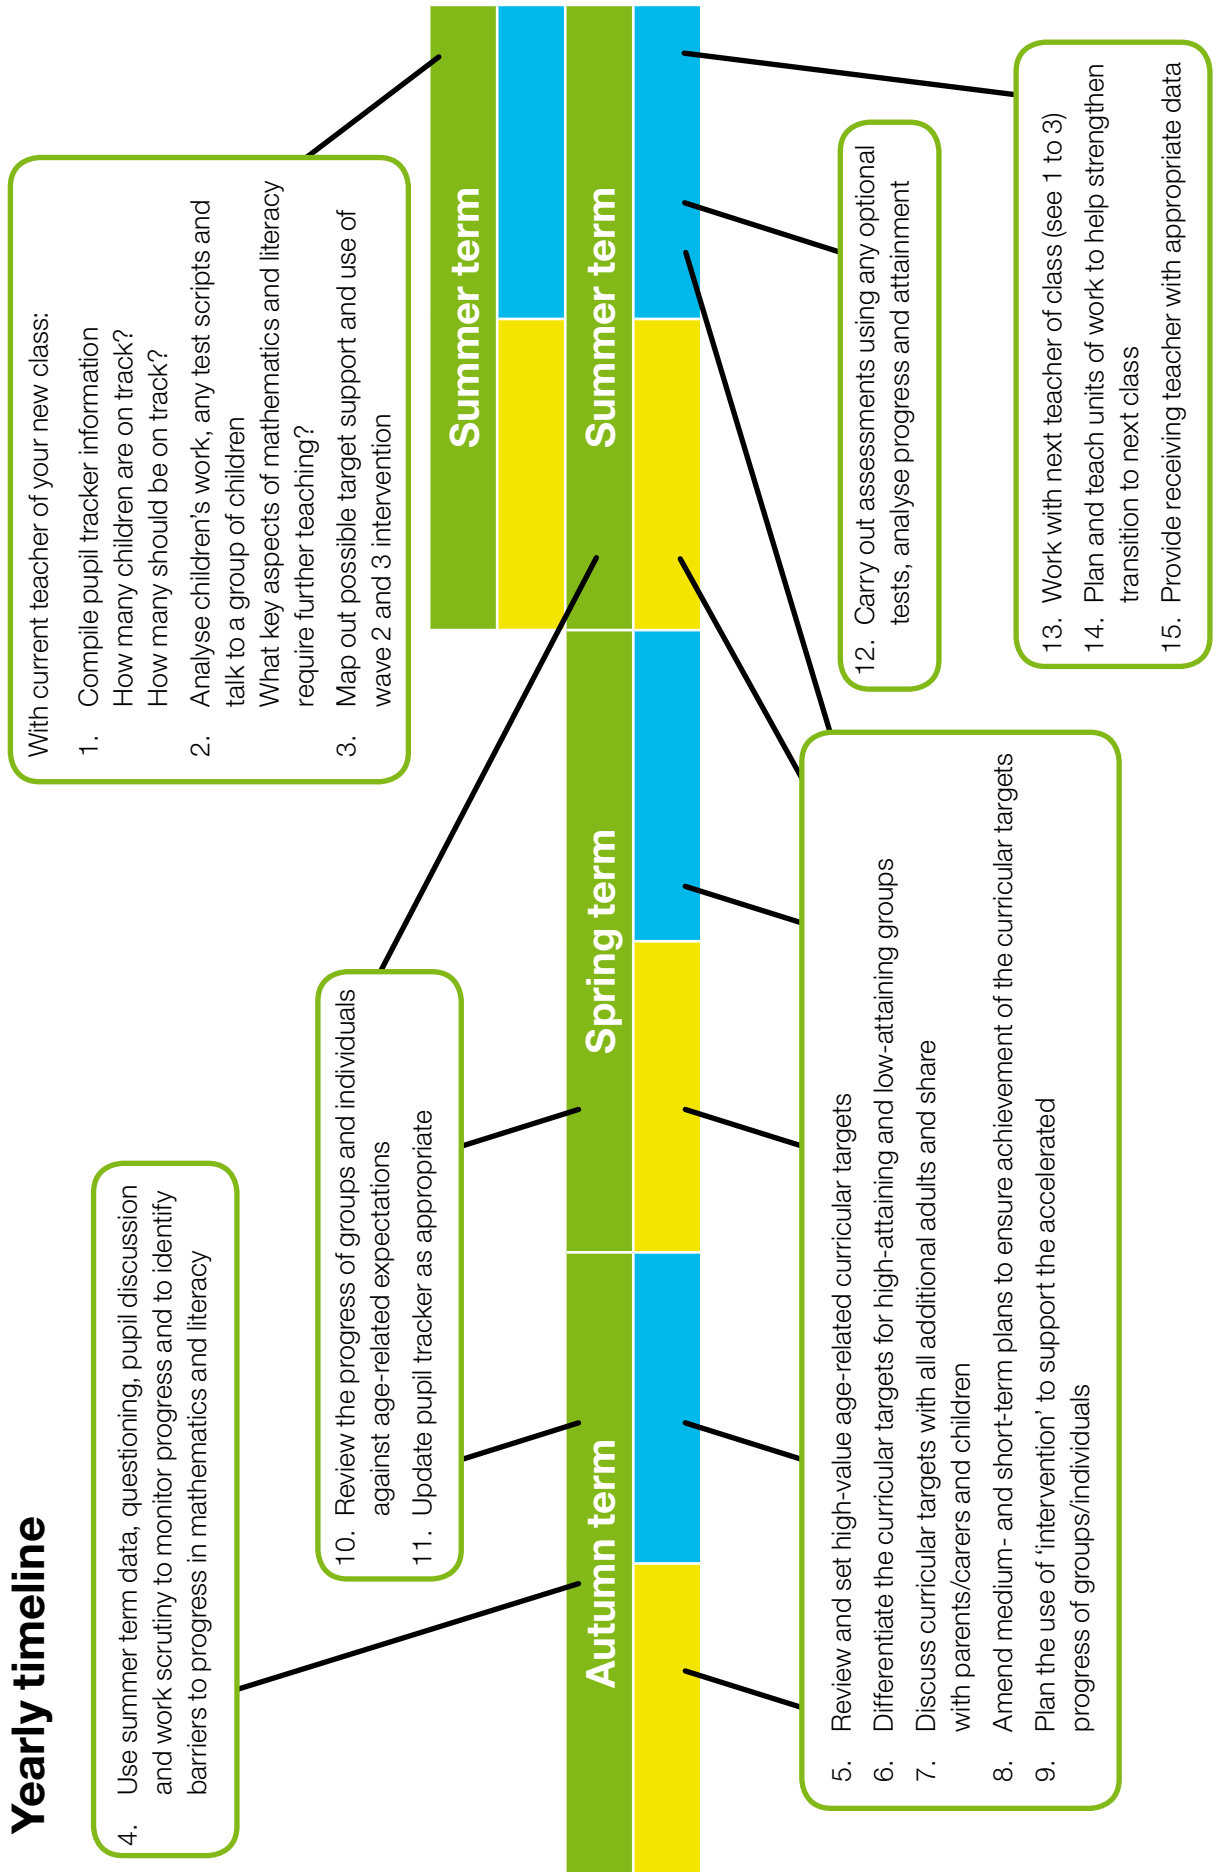 Yearly timeline
With current teacher of your new class:
1. Compile pupil tracker information
How many children are on track?
How many should be on track?
2. Analyse children’s work, any test scripts and
talk to a group of children
What key aspects of mathematics and literacy
require further teaching?
3. Map out possible target support and use of
wave 2 and 3 intervention
4. Use summer term data, questioning, pupil discussion
and work scrutiny to monitor progress and to identify
barriers to progress in mathematics and literacy
10. Review the progress of groups and individuals
against age-related expectations
11. Update pupil tracker as appropriate
Summer term
Autumn term
Spring term
Summer term
5. Review and set high-value age-related curricular targets
6. Differentiate the curricular targets for high-attaining and low-attaining groups
7. Discuss curricular targets with all additional adults and share
with parents/carers and children
8. Amend medium- and short-term plans to ensure achievement of the curricular targets
9. Plan the use of ‘intervention’ to support the accelerated
progress of groups/individuals
12. Carry out assessments using any optional
tests, analyse progress and attainment
13. Work with next teacher of class (see 1 to 3)
14. Plan and teach units of work to help strengthen
transition to next class
15. Provide receiving teacher with appropriate data